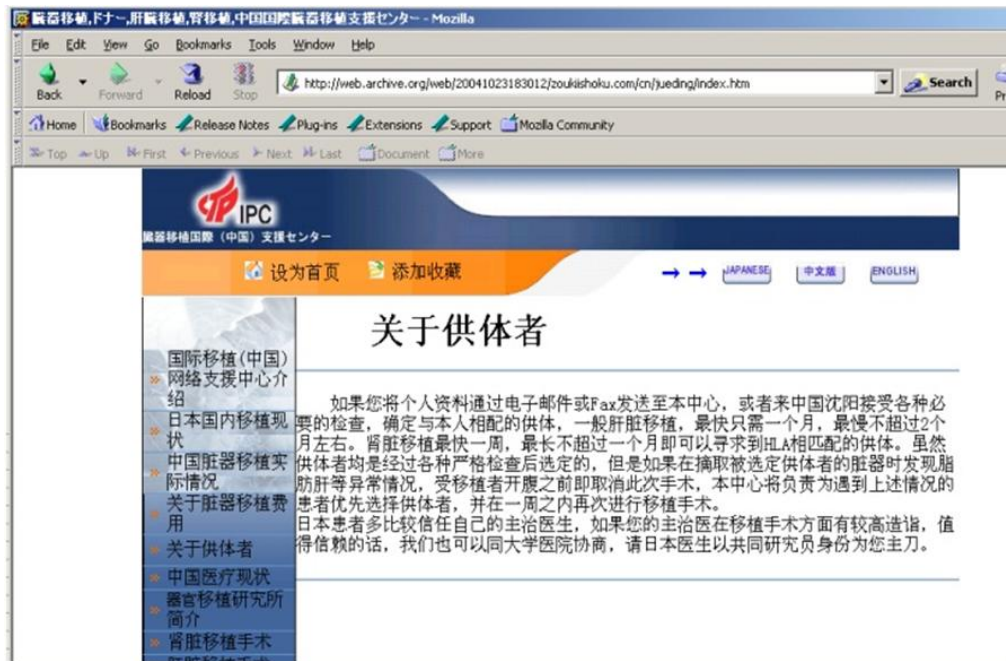 臓器移植,ドナー,肝臓移植,腎移植,中国国際臓器移植支援センター - Mozilla
File Edit View Go Bookmarks Tools Window Help
Back Forward Reload Stop http://web.archive.org/web/20041023183012/zoukiishoku.com/cn/jueding/index.htm Search
Home Bookmarks Release Notes Plug-ins Extensions Support Mozilla Community
Top Up First Previous Next Last Document More
IPC
臓器移植国際（中国）支援センター
设为首页 添加收藏 → → JAPANESE 中文版 ENGLISH
关于供体者
国际移植(中国)
网络支援中心介
绍
日本国内移植现
状
中国脏器移植实
际情况
关于脏器移植费
用
关于供体者
中国医疗现状
器官移植研究所
简介
肾脏移植手术
肝脏移植手术
如果您将个人资料通过电子邮件或Fax发送至本中心，或者来中国沈阳接受各种必
要的检查，确定与本人相配的供体，一般肝脏移植，最快只需一个月，最慢不超过2个
月左右。肾脏移植最快一周，最长不超过一个月即可以寻求到HLA相匹配的供体。虽然
供体者均是经过各种严格检查后选定的，但是如果在摘取被选定供体者的脏器时发现脂
肪肝等异常情况，受移植者开腹之前即取消此次手术，本中心将负责为遇到上述情况的
患者优先选择供体者，并在一周之内再次进行移植手术。
日本患者多比较信任自己的主治医生，如果您的主治医在移植手术方面有较高造诣，值
得信赖的话，我们也可以同大学医院协商，请日本医生以共同研究员身份为您主刀。